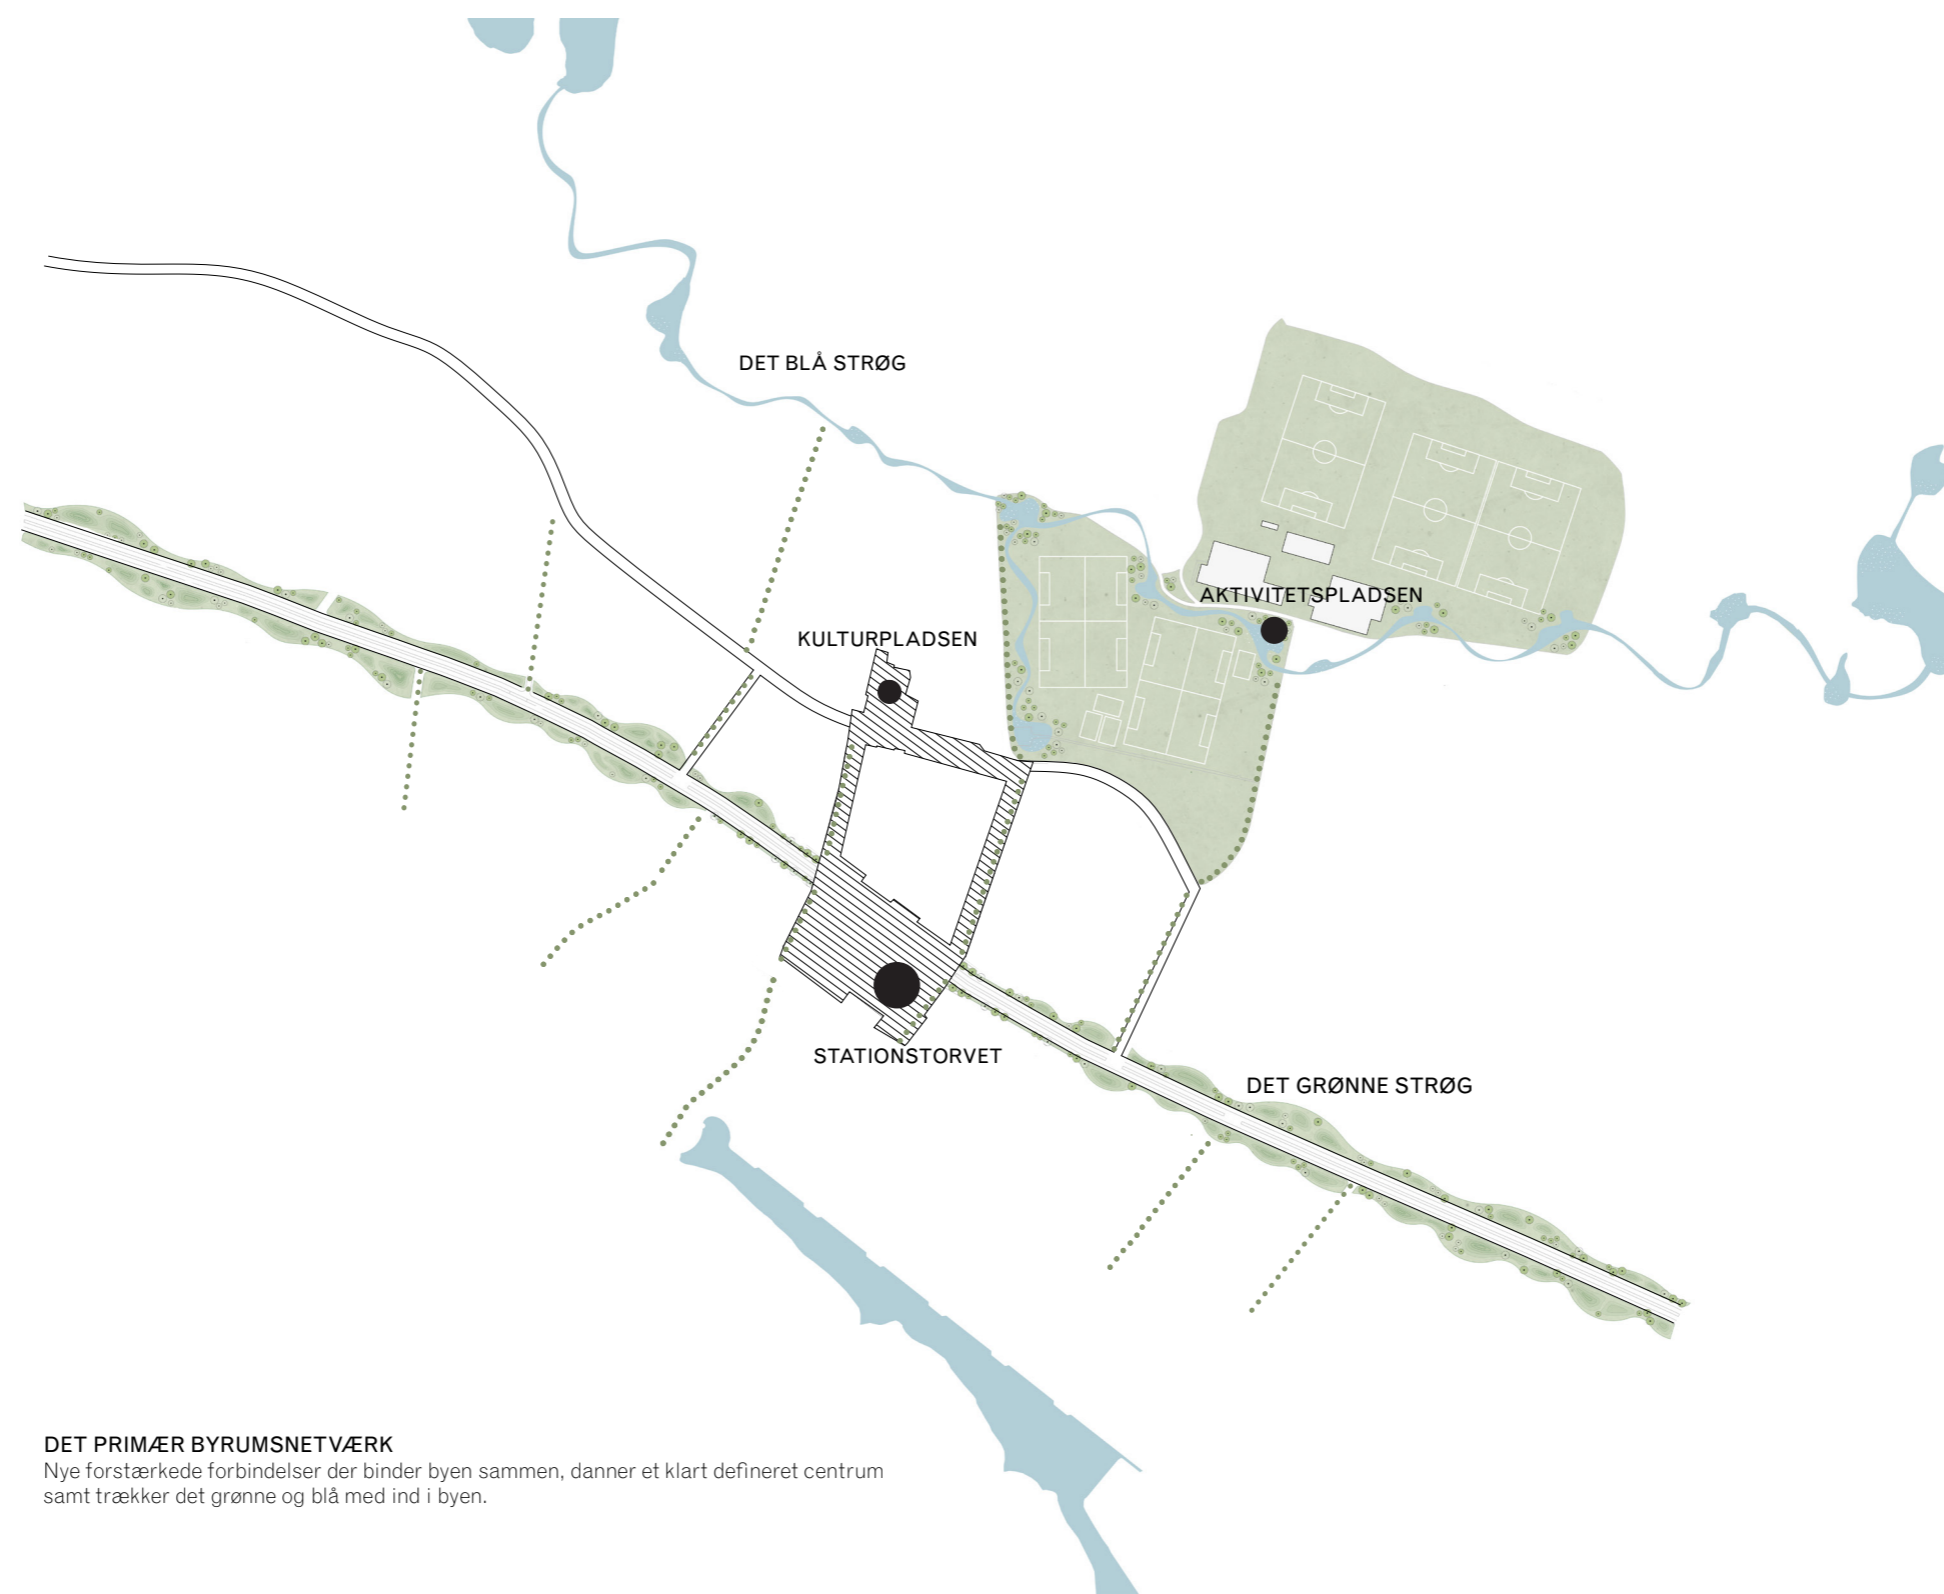 DET BLÅ STRØG
AKTIVITETSPLADSEN
KULTURPLADSEN
STATIONSTORVET
DET GRØNNE STRØG
DET PRIMÆR BYRUMSNETVÆRK
Nye forstærkede forbindelser der binder byen sammen, danner et klart defineret centrum
samt trækker det grønne og blå med ind i byen.